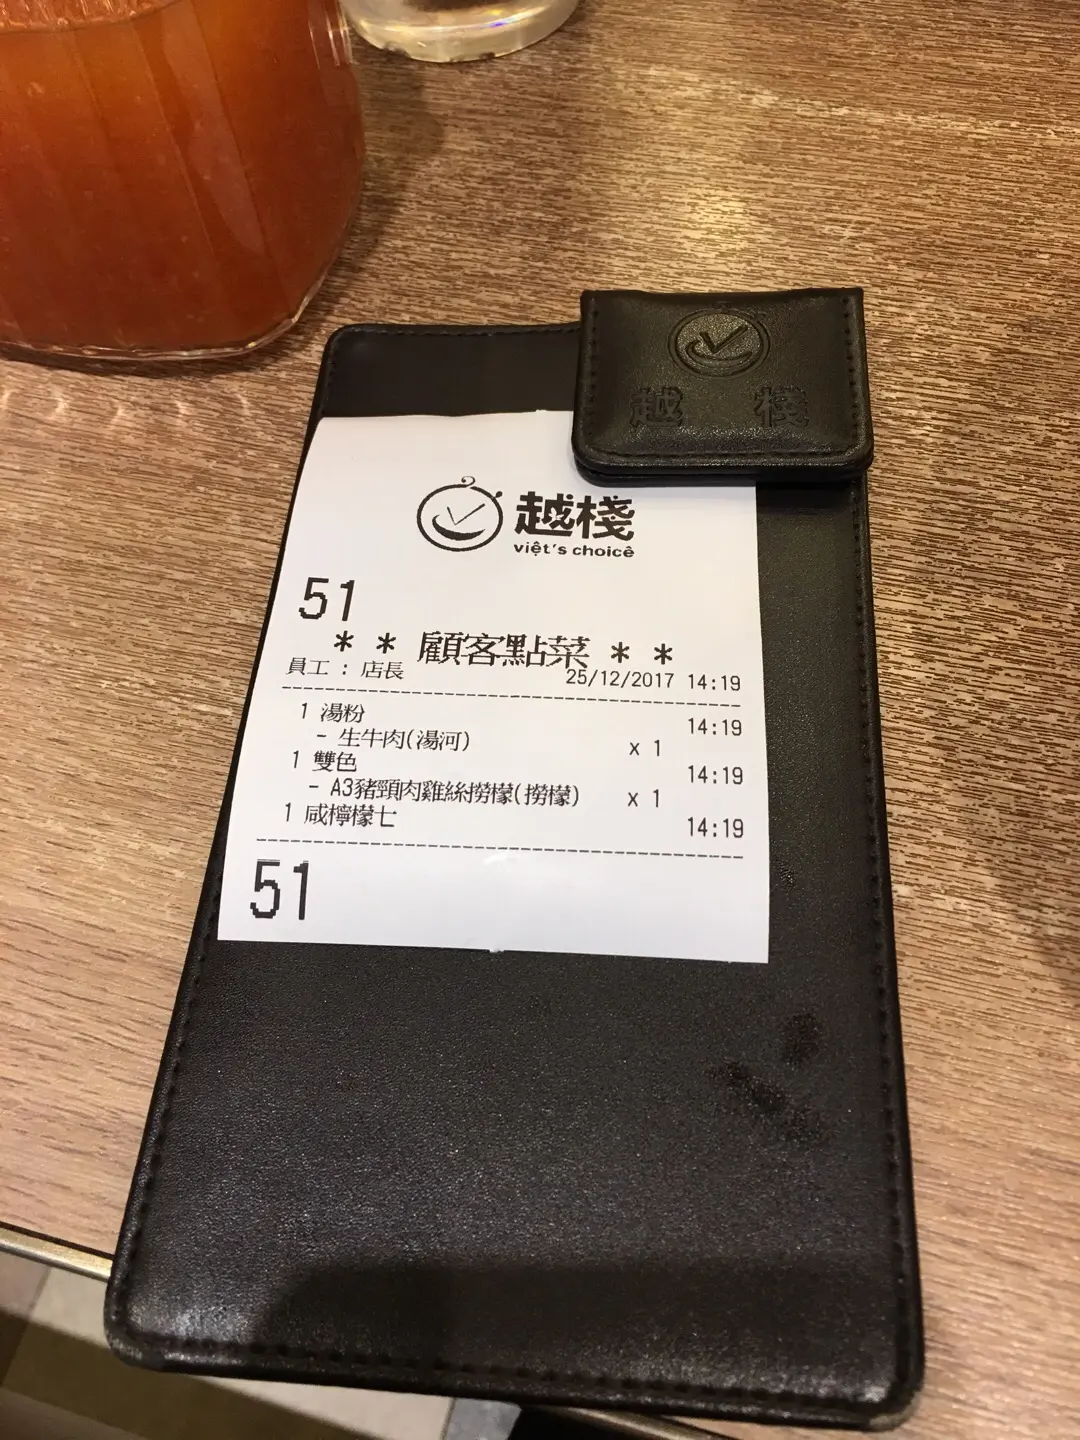 越棧
越棧
việt's choicê
51
* * 顧客點菜 * *
員工 : 店長 25/12/2017 14:19
1 湯粉 14:19
- 生牛肉(湯河) x 1
1 雙色 14:19
- A3豬頸肉雞絲撈檬(撈檬) x 1
1 咸檸檬七 14:19
51